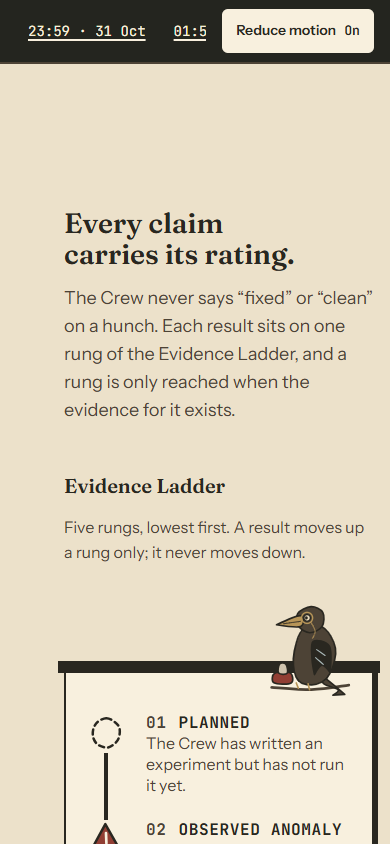 23:59 · 31 Oct
01:5
Reduce motion On
Every claim
carries its rating.
The Crew never says “fixed” or “clean”
on a hunch. Each result sits on one
rung of the Evidence Ladder, and a
rung is only reached when the
evidence for it exists.
Evidence Ladder
Five rungs, lowest first. A result moves up
a rung only; it never moves down.
01 PLANNED
The Crew has written an
experiment but has not run
it yet.
02 OBSERVED ANOMALY